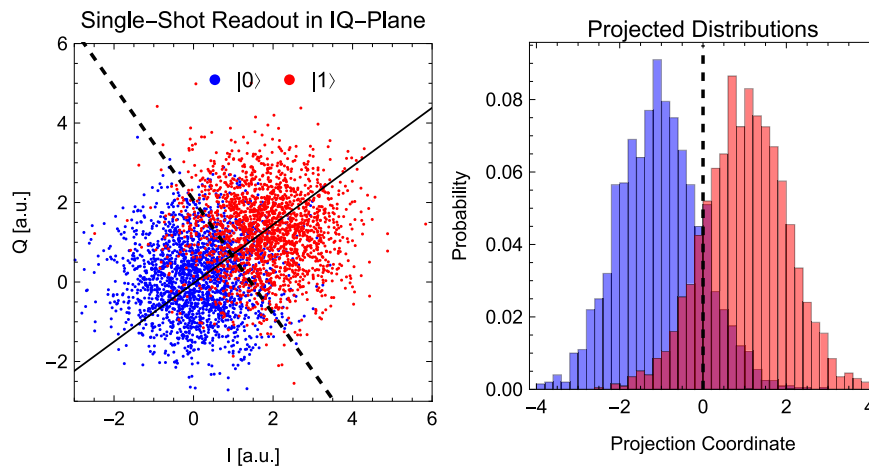 Single−Shot Readout in IQ−Plane
|0⟩ |1⟩
6
4
2
0
−2
Q [a.u.]
−2 0 2 4 6
I [a.u.]
Projected Distributions
0.08
0.06
0.04
0.02
0.00
Probability
−4 −2 0 2 4
Projection Coordinate